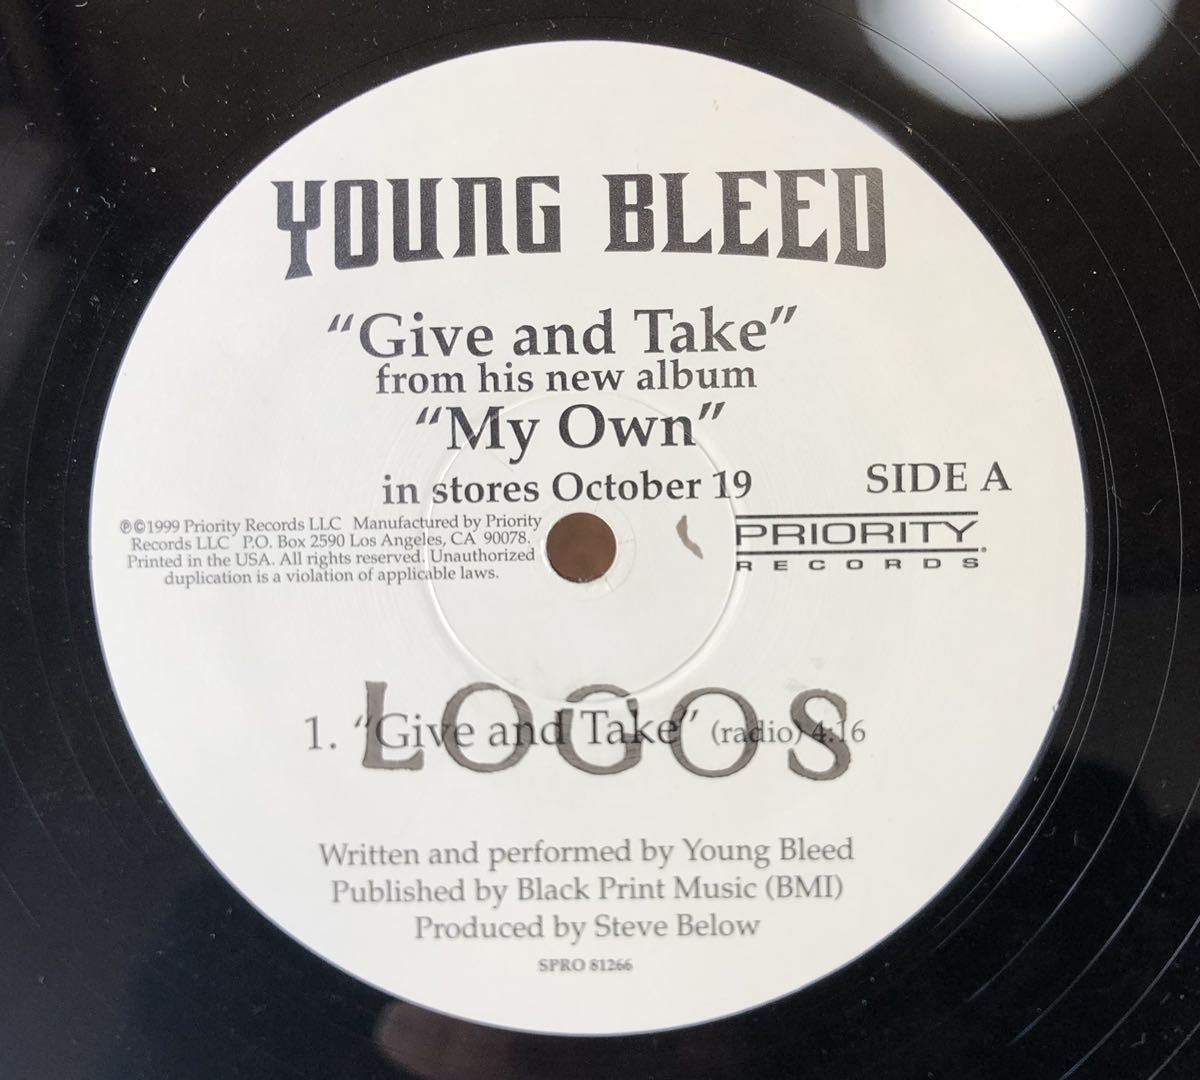 YOUNG BLEED
“Give and Take”
from his new album
“My Own”
in stores October 19
SIDE A
℗©1999 Priority Records LLC Manufactured by Priority
Records LLC P.O. Box 2590 Los Angeles, CA 90078.
Printed in the USA. All rights reserved. Unauthorized
duplication is a violation of applicable laws.
PRIORITY
RECORDS
LOGOS
1. “Give and Take” (radio) 4:16
Written and performed by Young Bleed
Published by Black Print Music (BMI)
Produced by Steve Below
SPRO 81266